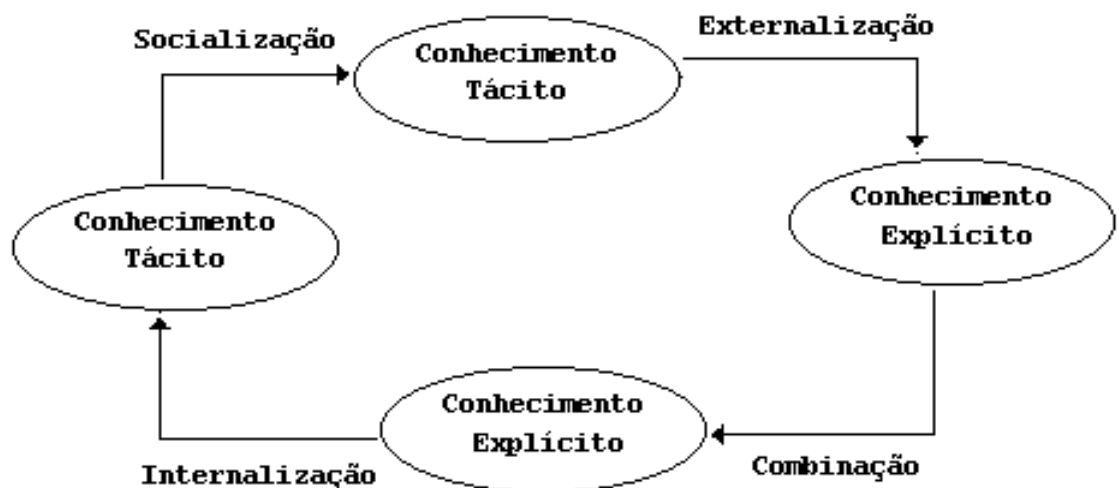 Socialização
Conhecimento
Tácito
Externalização
Conhecimento
Explícito
Conhecimento
Tácito
Conhecimento
Explícito
Combinação
Internalização